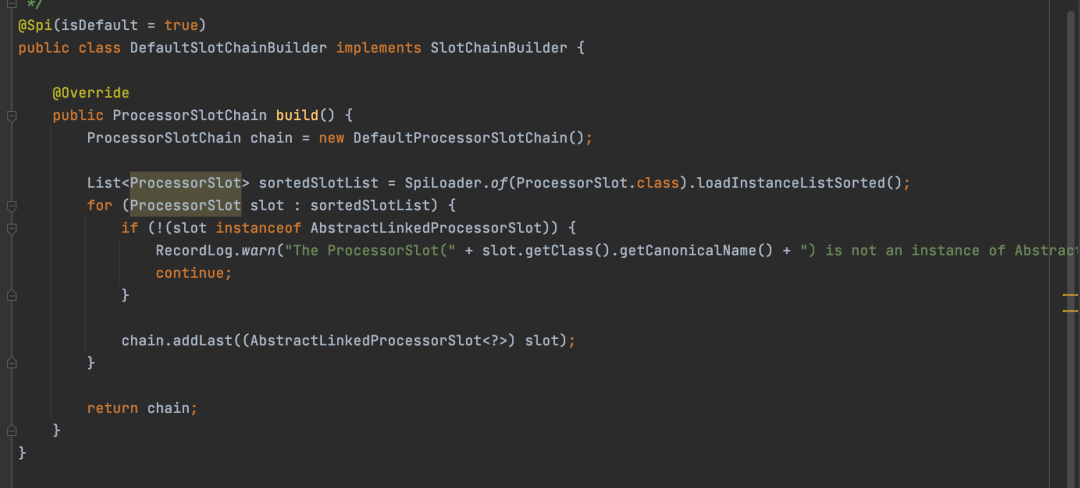 */
@Spi(isDefault = true)
public class DefaultSlotChainBuilder implements SlotChainBuilder {
@Override
public ProcessorSlotChain build() {
ProcessorSlotChain chain = new DefaultProcessorSlotChain();
List<ProcessorSlot> sortedSlotList = SpiLoader.of(ProcessorSlot.class).loadInstanceListSorted();
for (ProcessorSlot slot : sortedSlotList) {
if (!(slot instanceof AbstractLinkedProcessorSlot)) {
RecordLog.warn("The ProcessorSlot(" + slot.getClass().getCanonicalName() + ") is not an instance of Abstract
continue;
}
chain.addLast((AbstractLinkedProcessorSlot<?>) slot);
}
return chain;
}
}